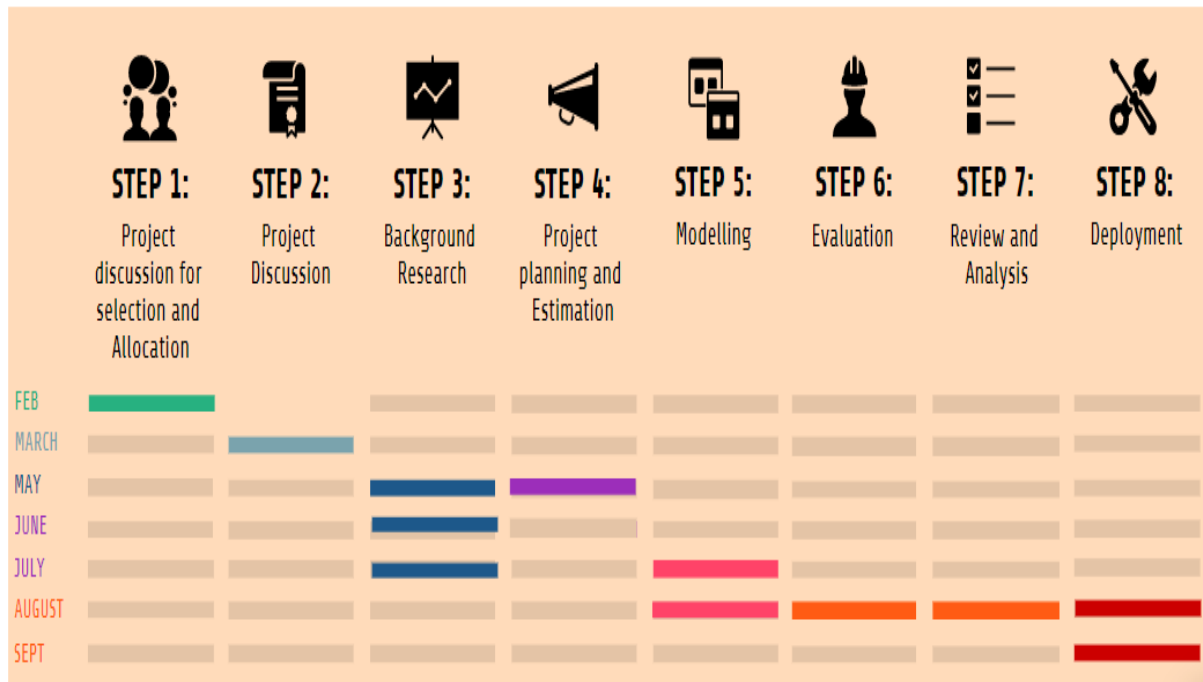 STEP 1:
Project
discussion for
selection and
Allocation
STEP 2:
Project
Discussion
STEP 3:
Background
Research
STEP 4:
Project
planning and
Estimation
STEP 5:
Modelling
STEP 6:
Evaluation
STEP 7:
Review and
Analysis
STEP 8:
Deployment
FEB
MARCH
MAY
JUNE
JULY
AUGUST
SEPT